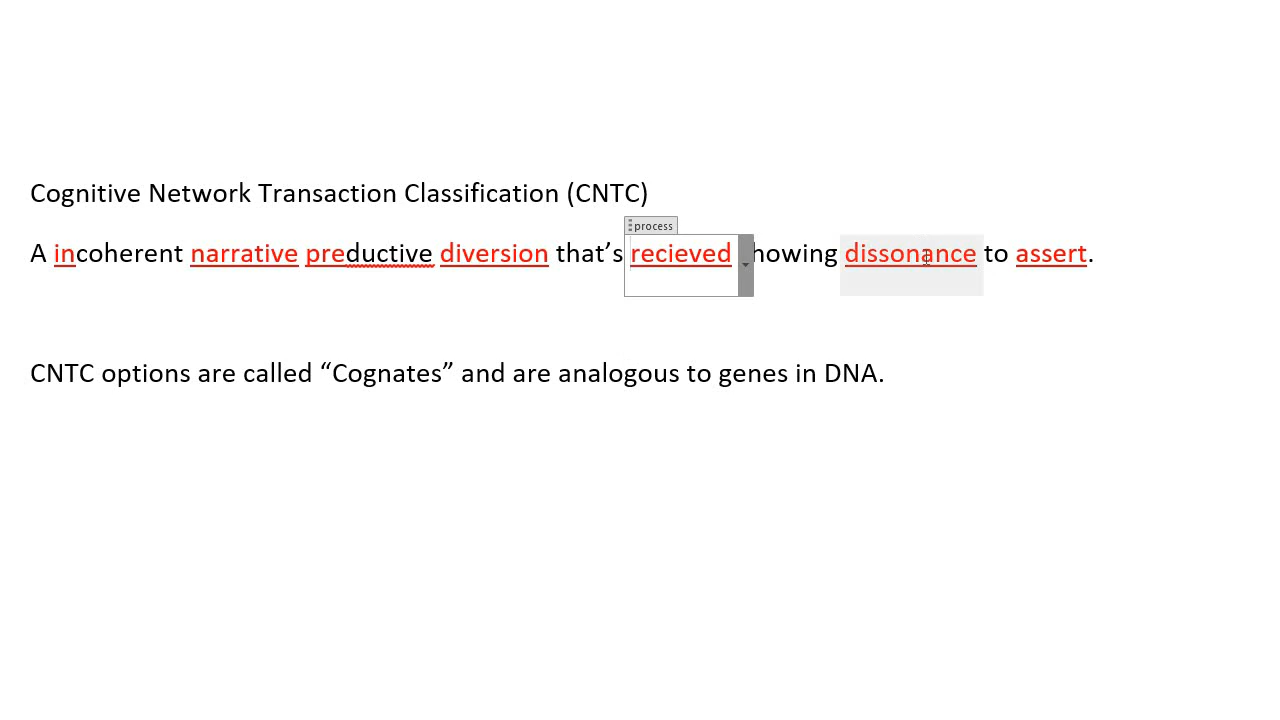 Cognitive Network Transaction Classification (CNTC)
process
A incoherent narrative preductive diversion that’s recieved howing dissonance to assert.
CNTC options are called “Cognates” and are analogous to genes in DNA.